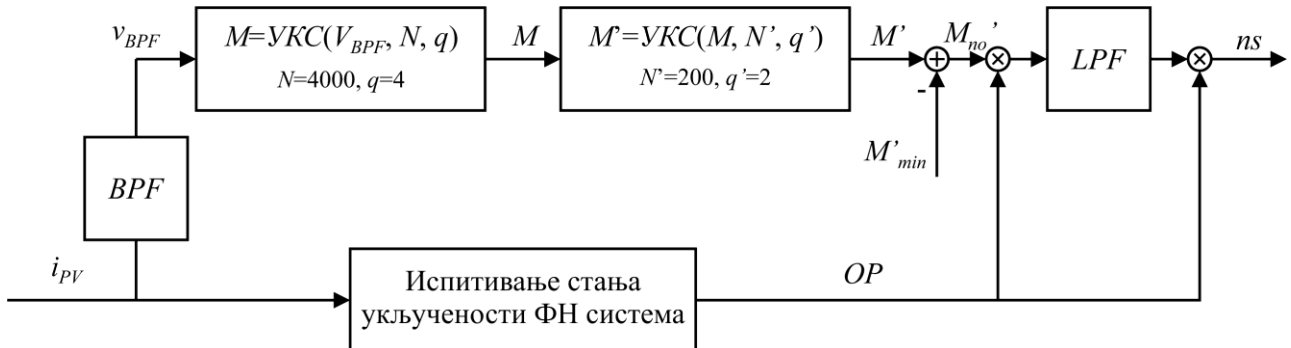 v_BPF
M=УКС(V_BPF, N, q)
N=4000, q=4
M
M’=УКС(M, N’, q’)
N’=200, q’=2
M’
M_no’
LPF
ns
-
M’_min
BPF
i_PV
Испитивање стања
укључености ФН система
OP